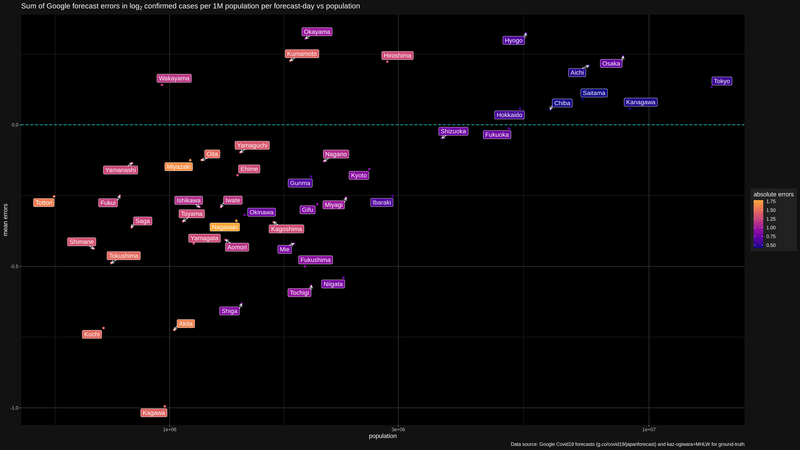 Sum of Google forecast errors in log2 confirmed cases per 1M population per forecast-day vs population
Okayama
Hyogo
Kumamoto
Hiroshima
Osaka
Aichi
Wakayama
Tokyo
Saitama
Chiba
Kanagawa
Hokkaido
0.0
Shizuoka
Fukuoka
Yamaguchi
Oita
Nagano
Miyazaki
Yamanashi
Ehime
Kyoto
Gunma
absolute errors
1.75
1.50
1.25
1.00
0.75
0.50
Tottori
Fukui
Ishikawa
Iwate
Ibaraki
Miyagi
Gifu
Toyama
Okinawa
mean errors
Saga
Nagasaki
Kagoshima
Yamagata
Shimane
Aomori
Mie
Tokushima
Fukushima
-0.5
Niigata
Tochigi
Shiga
Akita
Kochi
-1.0
Kagawa
1e+06
3e+06
1e+07
population
Data source: Google Covid19 forecasts (g.co/covid19/japanforecast) and kaz-ogiwara+MHLW for ground-truth